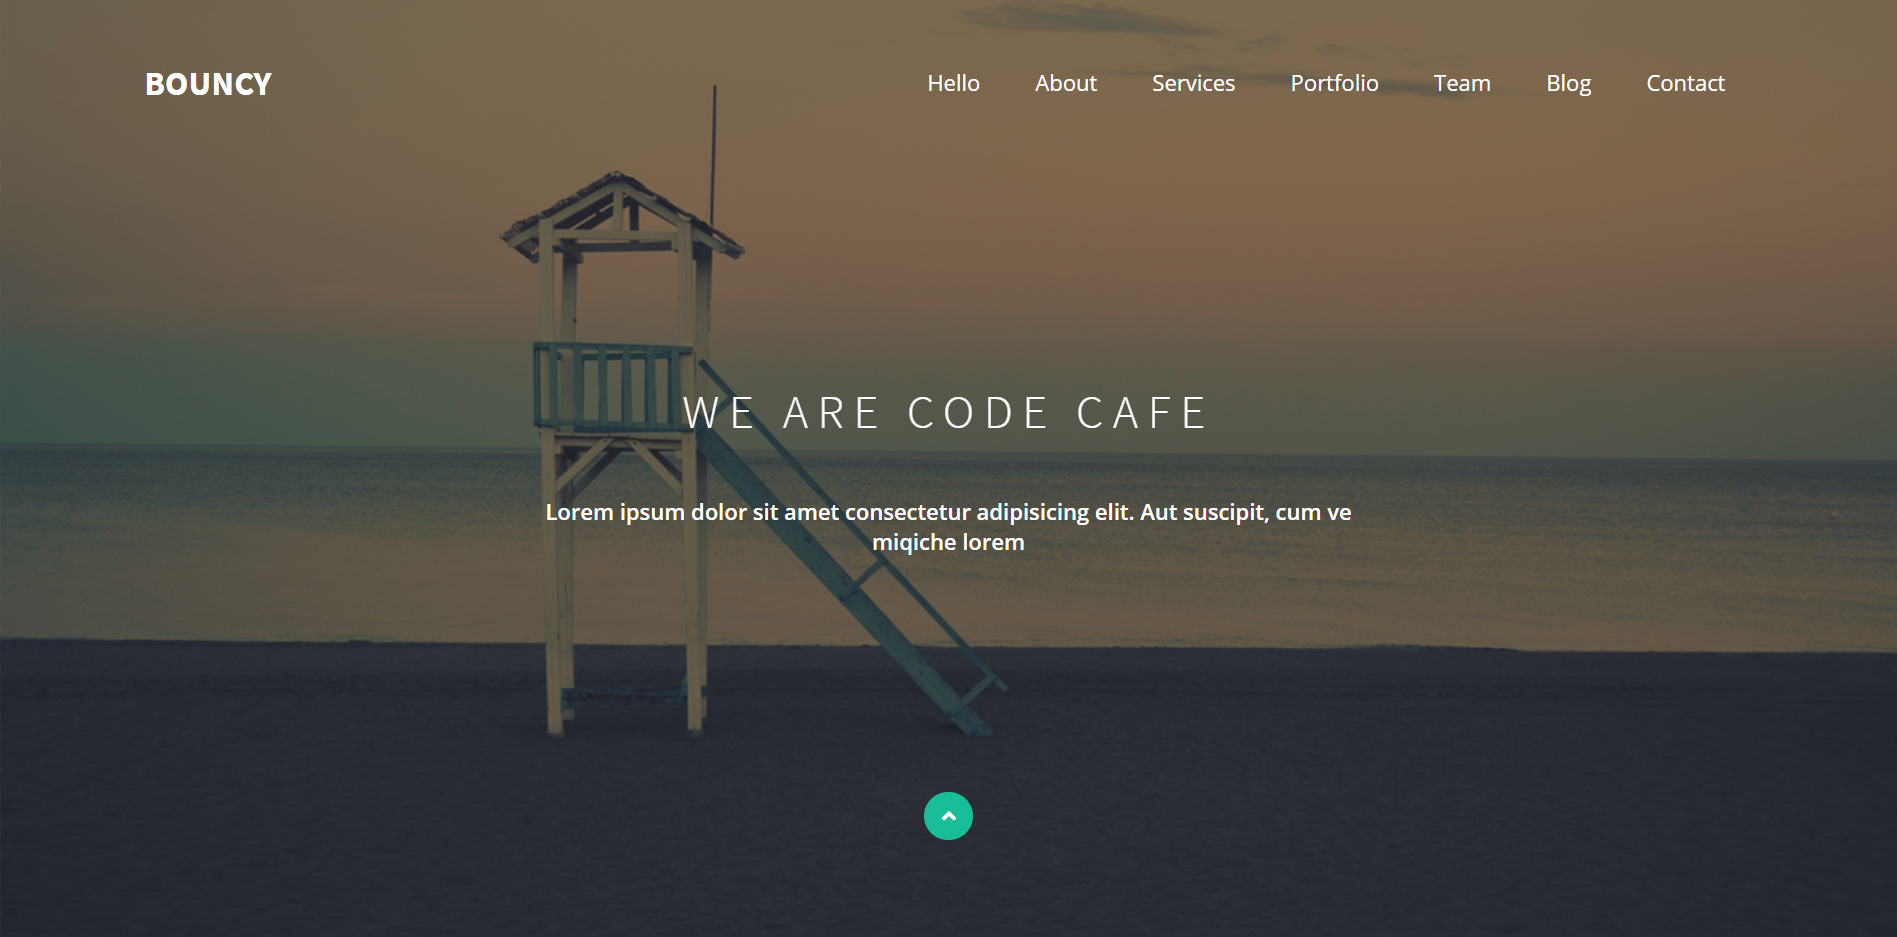 BOUNCY
Hello About Services Portfolio Team Blog Contact
WE ARE CODE CAFE
Lorem ipsum dolor sit amet consectetur adipisicing elit. Aut suscipit, cum ve
miqiche lorem